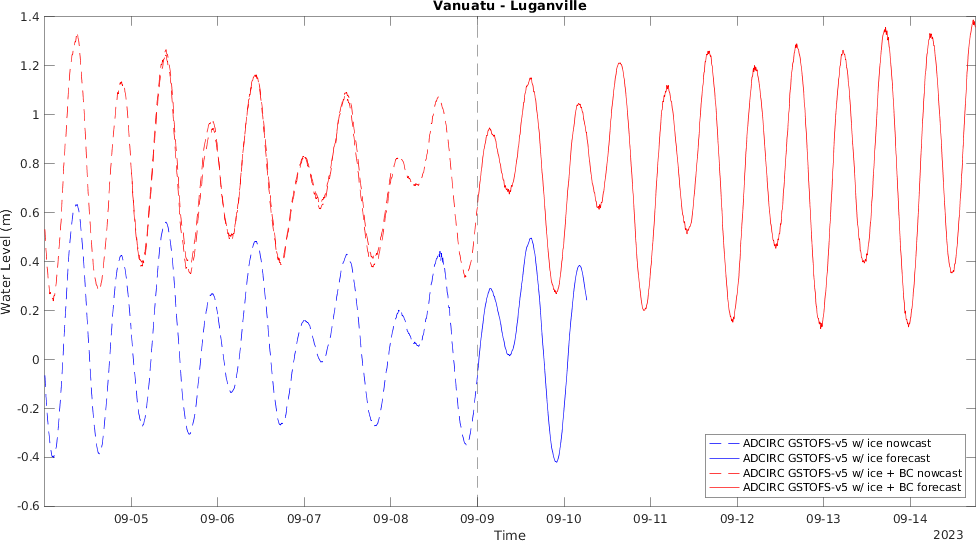 Vanuatu - Luganville
1.4
1.2
1
0.8
0.6
0.4
0.2
0
-0.2
-0.4
-0.6
Water Level (m)
ADCIRC GSTOFS-v5 w/ ice nowcast
ADCIRC GSTOFS-v5 w/ ice forecast
ADCIRC GSTOFS-v5 w/ ice + BC nowcast
ADCIRC GSTOFS-v5 w/ ice + BC forecast
09-05 09-06 09-07 09-08 09-09 09-10 09-11 09-12 09-13 09-14
Time
2023